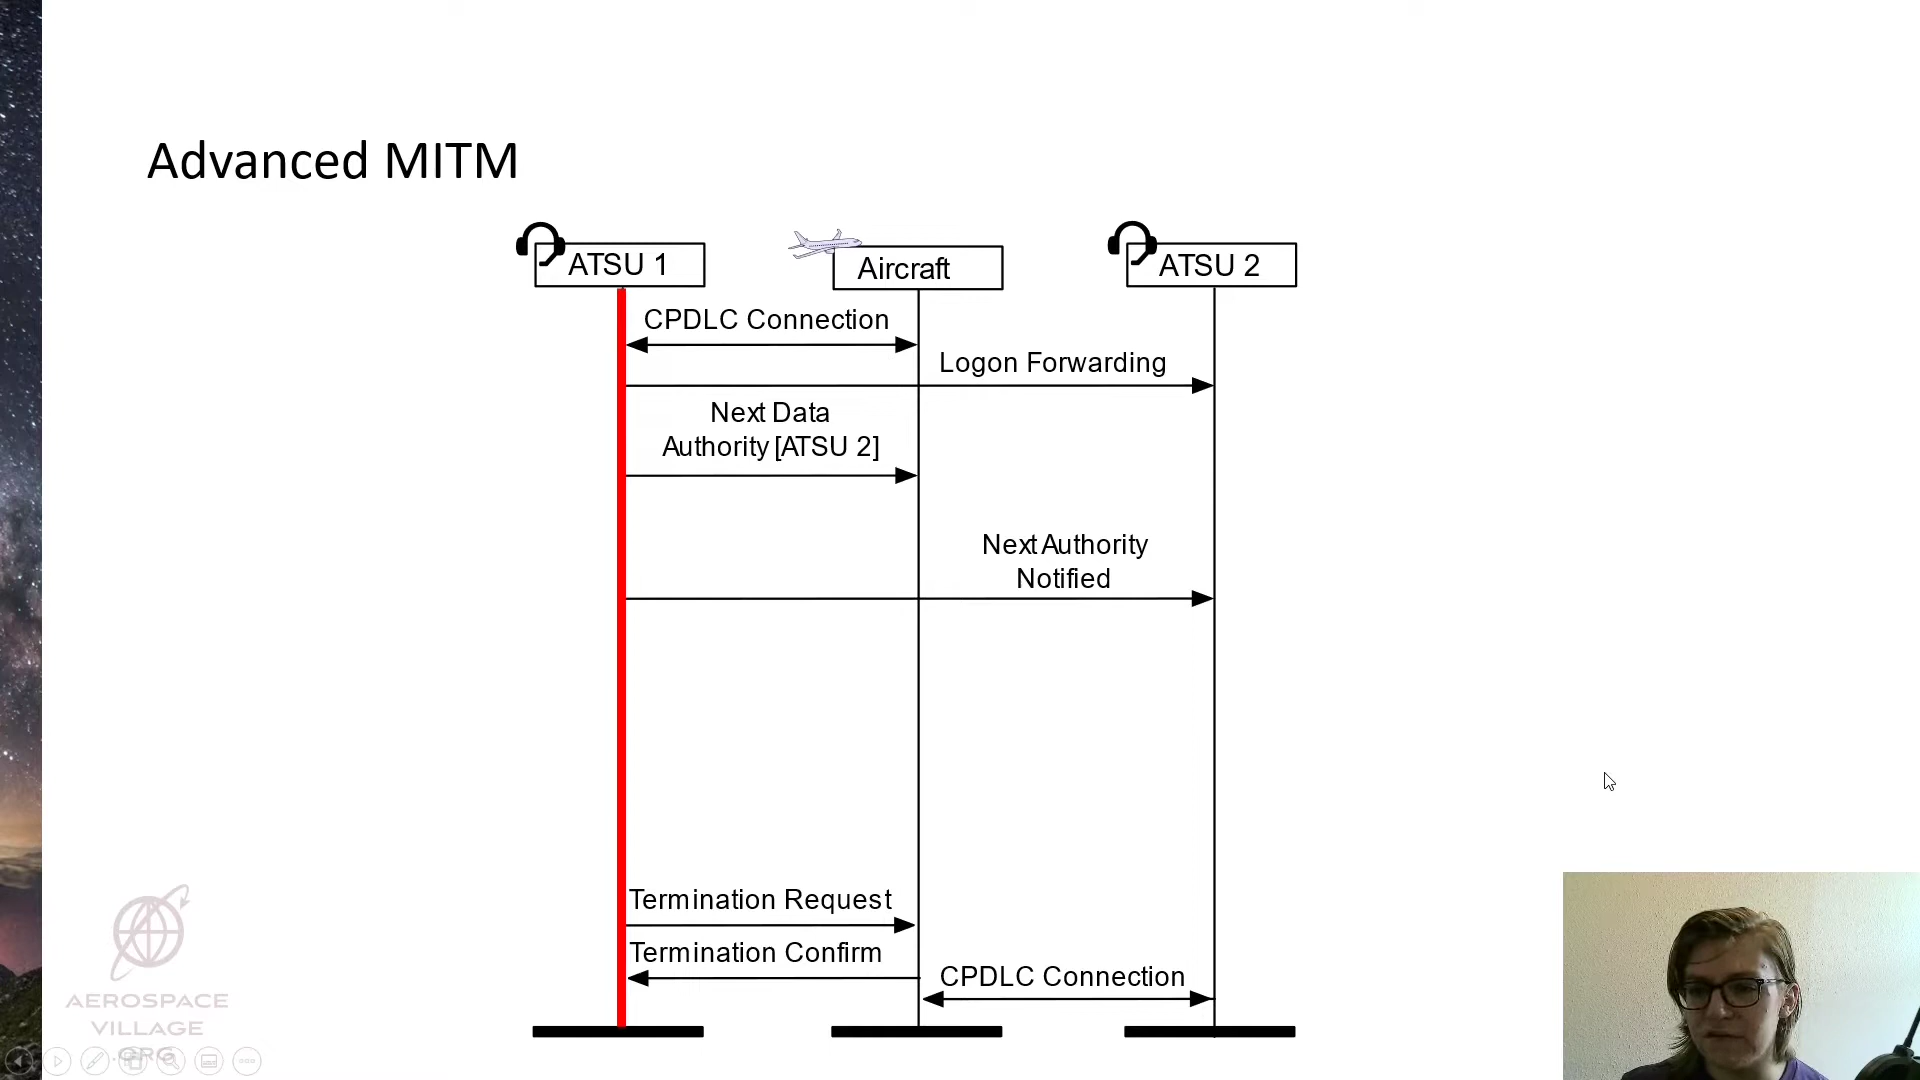 Advanced MITM
ATSU 1
Aircraft
ATSU 2
CPDLC Connection
Logon Forwarding
Next Data
Authority [ATSU 2]
Next Authority
Notified
Termination Request
Termination Confirm
CPDLC Connection
AEROSPACE
VILLAGE
.ORG